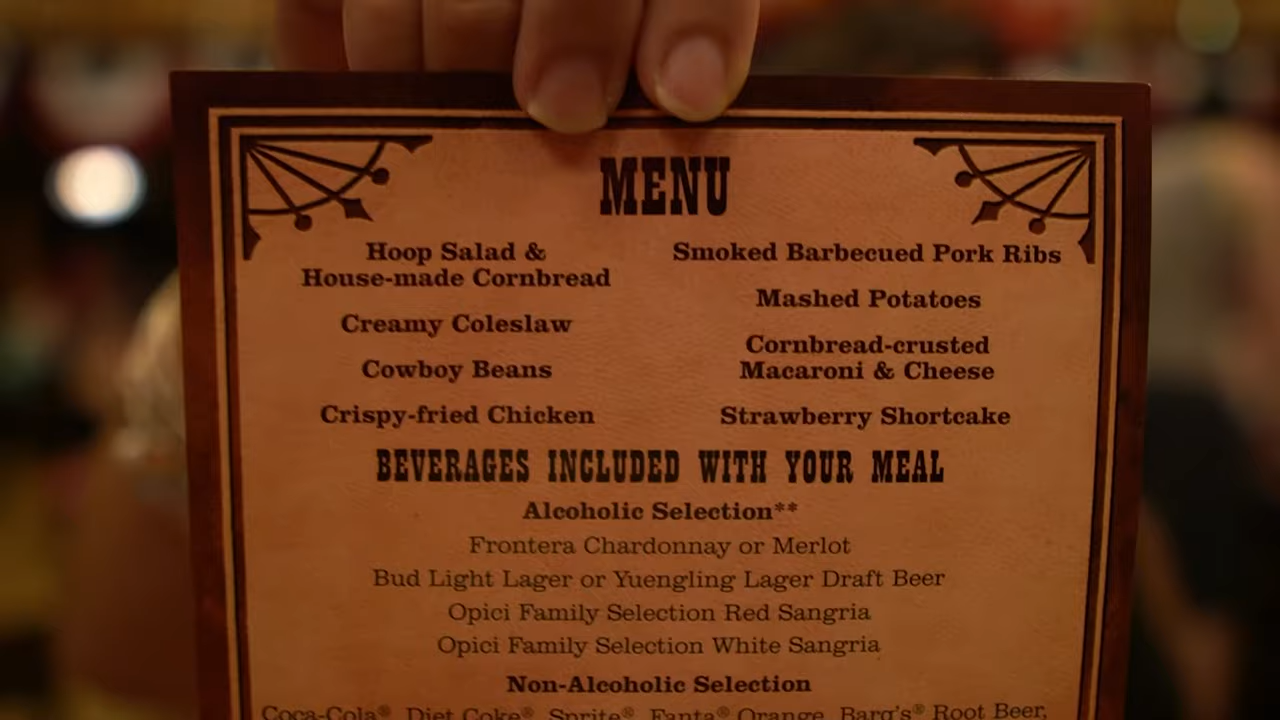 MENU
Hoop Salad &
House-made Cornbread
Creamy Coleslaw
Cowboy Beans
Crispy-fried Chicken
Smoked Barbecued Pork Ribs
Mashed Potatoes
Cornbread-crusted
Macaroni & Cheese
Strawberry Shortcake
BEVERAGES INCLUDED WITH YOUR MEAL
Alcoholic Selection**
Frontera Chardonnay or Merlot
Bud Light Lager or Yuengling Lager Draft Beer
Opici Family Selection Red Sangria
Opici Family Selection White Sangria
Non-Alcoholic Selection
Coca-Cola® Diet Coke® Sprite® Fanta® Orange, Barq's® Root Beer,